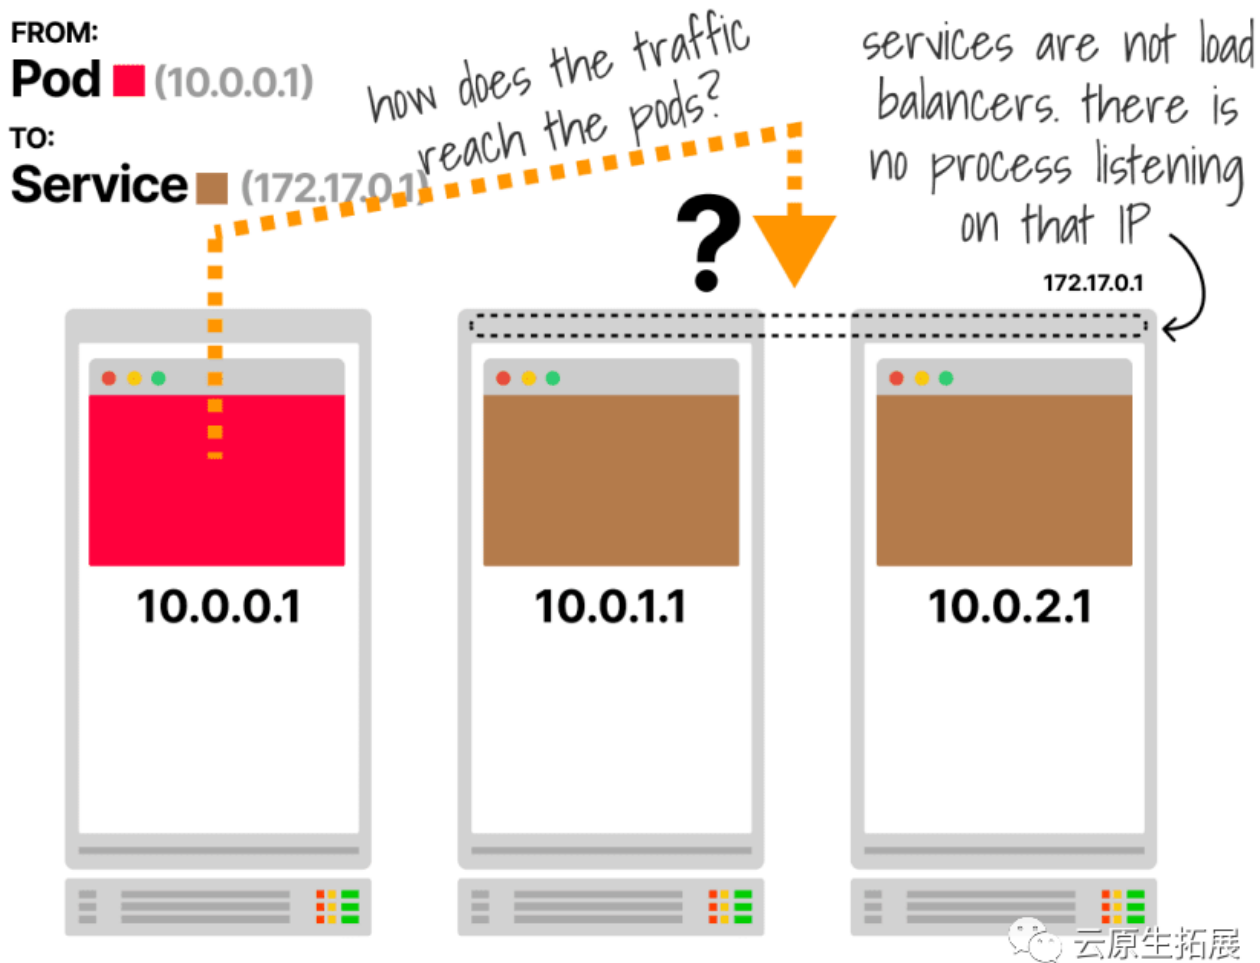 FROM:
Pod (10.0.0.1)
TO:
Service (172.17.0.1)
how does the traffic
reach the pods?
services are not load
balancers. there is
no process listening
on that IP
?
172.17.0.1
10.0.0.1
10.0.1.1
10.0.2.1
云原生拓展